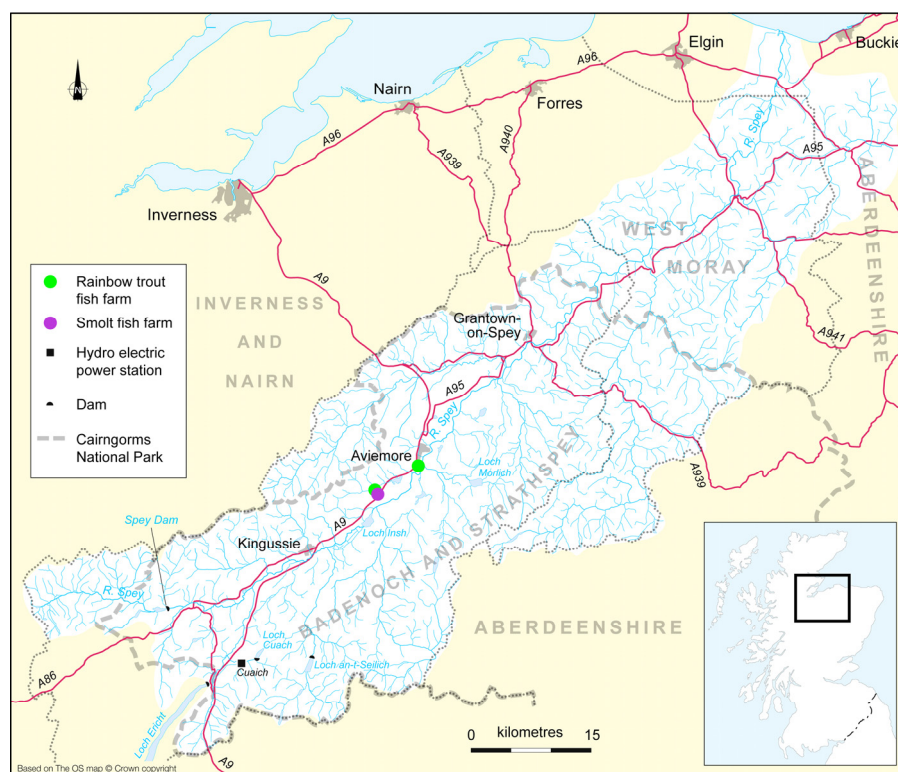 Elgin
Buckie
A96
Nairn
Forres
R. Spey
A96
A939
A940
A95
Inverness
ABERDEENSHIRE
WEST
MORAY
A9
Rainbow trout
fish farm
Smolt fish farm
Hydro electric
power station
Dam
Cairngorms
National Park
INVERNESS
AND
NAIRN
Grantown-
on-Spey
A941
A95
R. Spey
Aviemore
Loch
Morlich
A939
BADENOCH AND STRATHSPEY
Spey Dam
A9
Loch Insh
Kingussie
R. Spey
ABERDEENSHIRE
Loch
Cuach
Loch an-t-Seilich
Cuaich
A86
Loch Ericht
A9
kilometres
0 15
N
Based on The OS map © Crown copyright